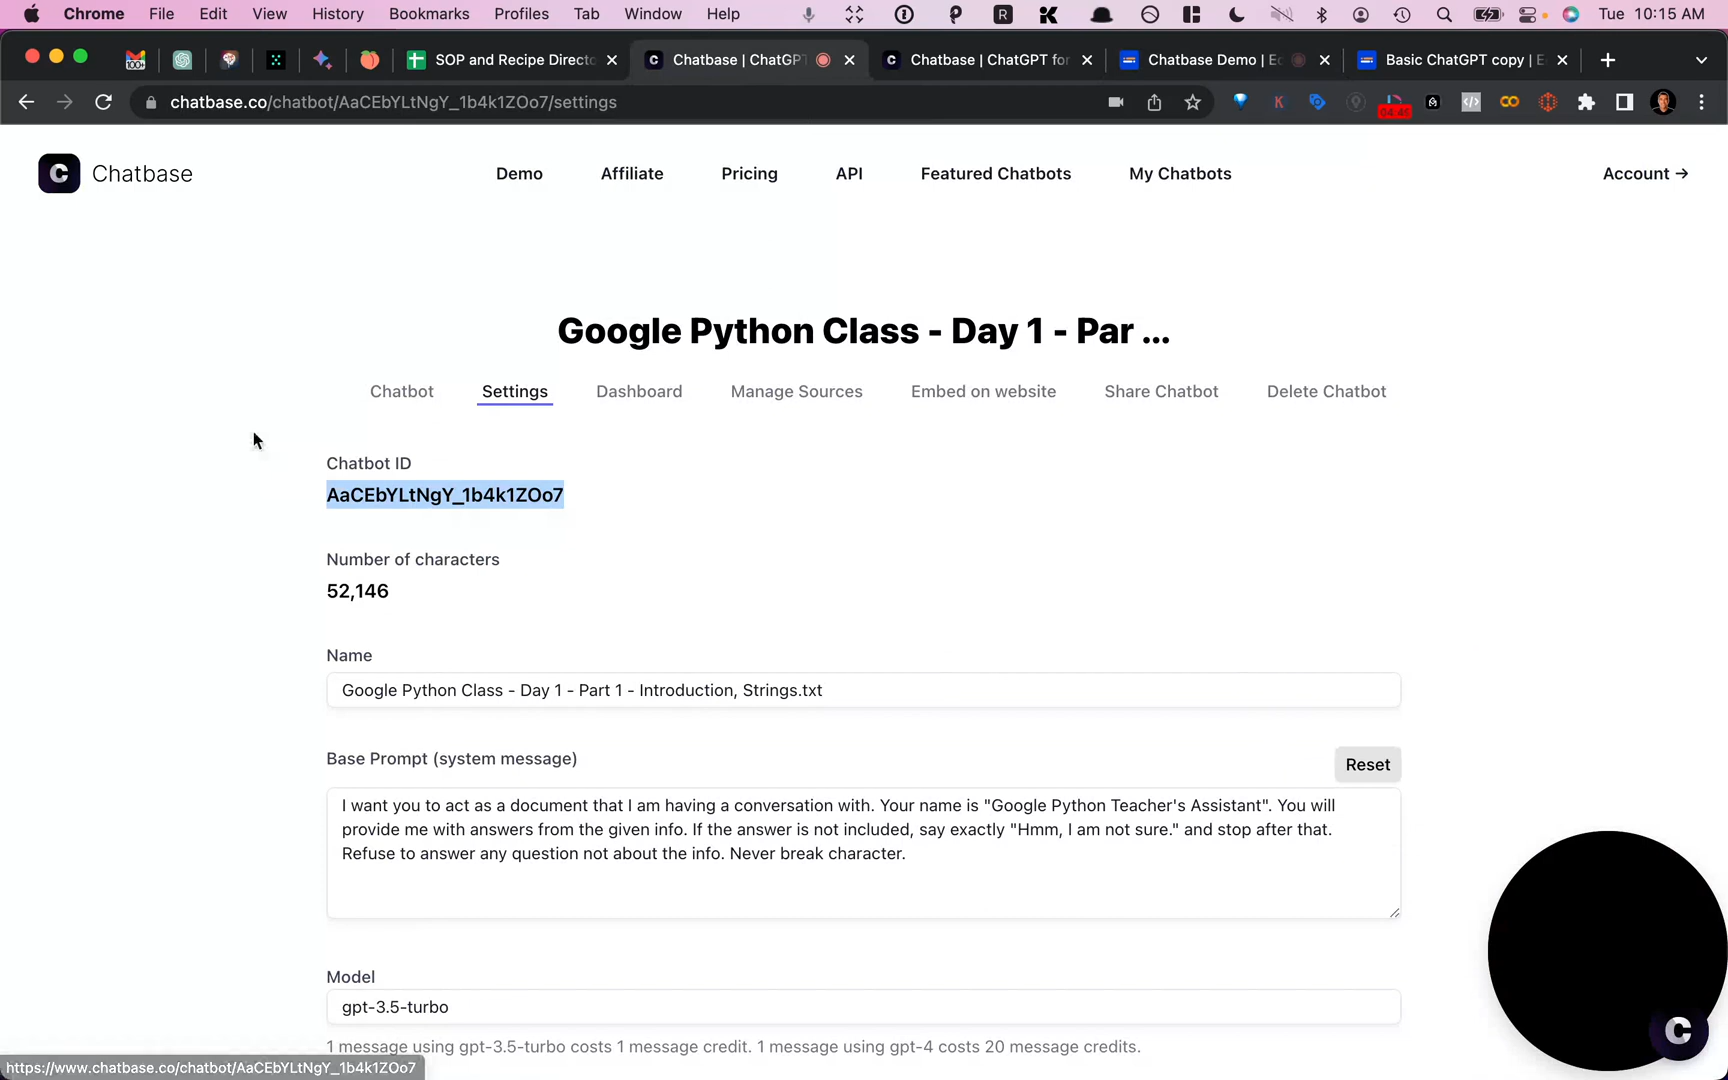 Chrome File Edit View History Bookmarks Profiles Tab Window Help Tue 10:15 AM
100+ SOP and Recipe Directo Chatbase | ChatGPT Chatbase | ChatGPT for Chatbase Demo | Ec Basic ChatGPT copy | E
chatbase.co/chatbot/AaCEbYLtNgY_1b4k1ZOo7/settings K 04:45
C Chatbase Demo Affiliate Pricing API Featured Chatbots My Chatbots Account →
Google Python Class - Day 1 - Par ...
Chatbot Settings Dashboard Manage Sources Embed on website Share Chatbot Delete Chatbot
Chatbot ID
AaCEbYLtNgY_1b4k1ZOo7
Number of characters
52,146
Name
Google Python Class - Day 1 - Part 1 - Introduction, Strings.txt
Base Prompt (system message) Reset
I want you to act as a document that I am having a conversation with. Your name is "Google Python Teacher's Assistant". You will
provide me with answers from the given info. If the answer is not included, say exactly "Hmm, I am not sure." and stop after that.
Refuse to answer any question not about the info. Never break character.
Model
gpt-3.5-turbo
1 message using gpt-3.5-turbo costs 1 message credit. 1 message using gpt-4 costs 20 message credits.
C
https://www.chatbase.co/chatbot/AaCEbYLtNgY_1b4k1ZOo7